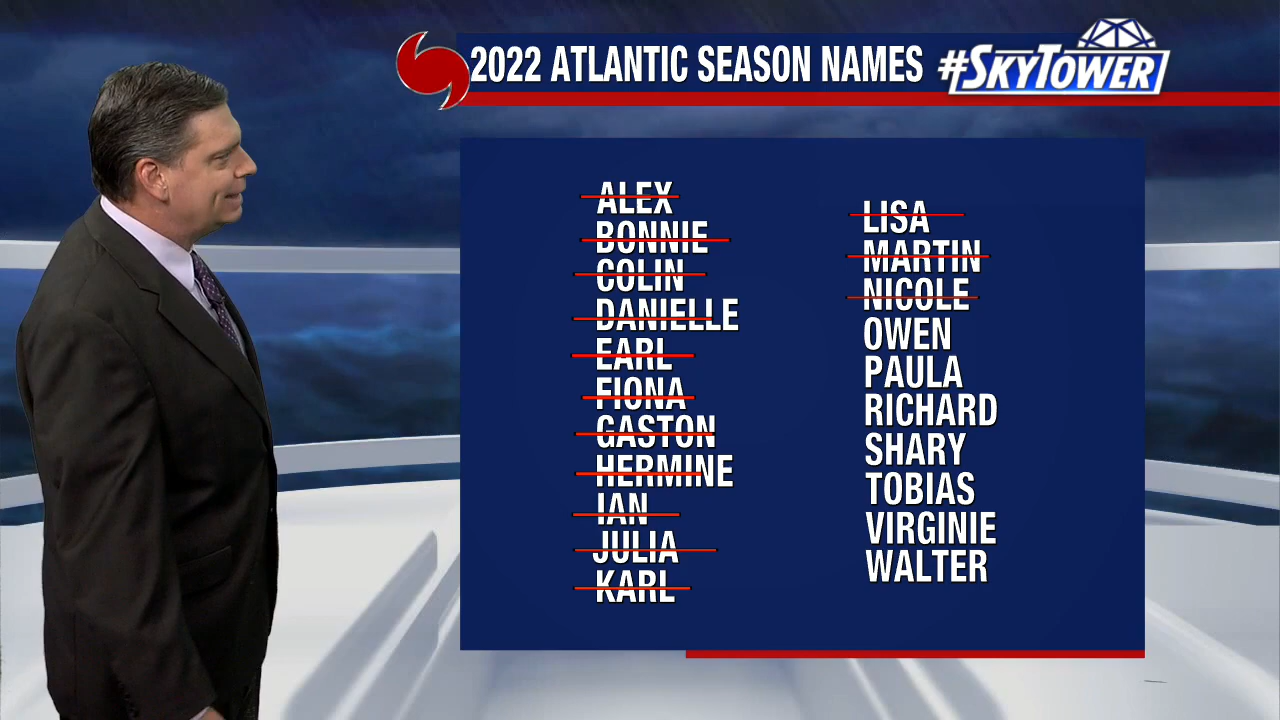 2022 ATLANTIC SEASON NAMES
#SKYTOWER
ALEX
BONNIE
COLIN
DANIELLE
EARL
FIONA
GASTON
HERMINE
IAN
JULIA
KARL
LISA
MARTIN
NICOLE
OWEN
PAULA
RICHARD
SHARY
TOBIAS
VIRGINIE
WALTER